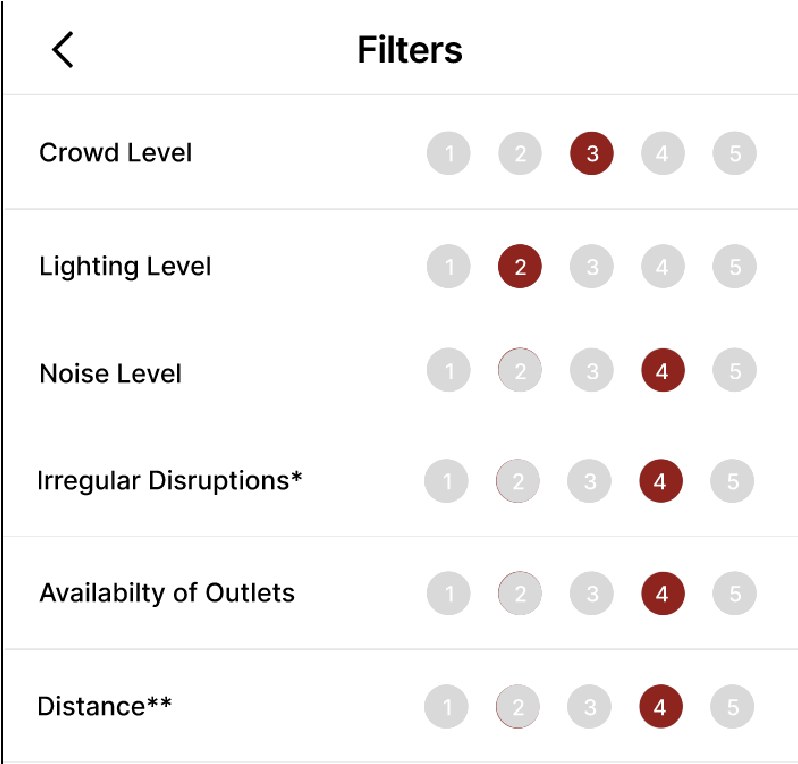 Filters
Crowd Level 1 2 3 4 5
Lighting Level 1 2 3 4 5
Noise Level 1 2 3 4 5
Irregular Disruptions* 1 2 3 4 5
Availabilty of Outlets 1 2 3 4 5
Distance** 1 2 3 4 5